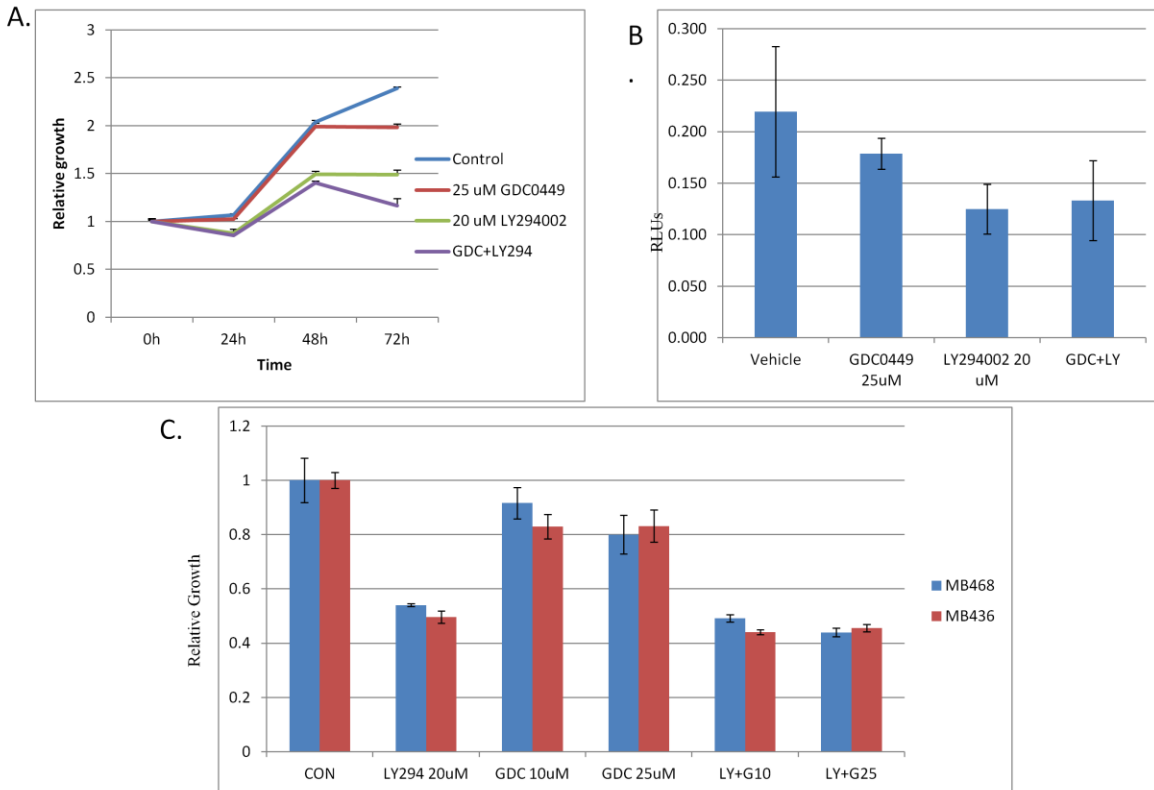 A.
3
2.5
2
1.5
1
0.5
0
Relative growth
0h 24h 48h 72h
Time
Control
25 uM GDC0449
20 uM LY294002
GDC+LY294
B
.
0.300
0.250
0.200
0.150
0.100
0.050
0.000
RLUs
Vehicle GDC0449 LY294002 20 GDC+LY
25uM uM
C.
1.2
1
0.8
0.6
0.4
0.2
0
Relative Growth
CON LY294 20uM GDC 10uM GDC 25uM LY+G10 LY+G25
MB468
MB436